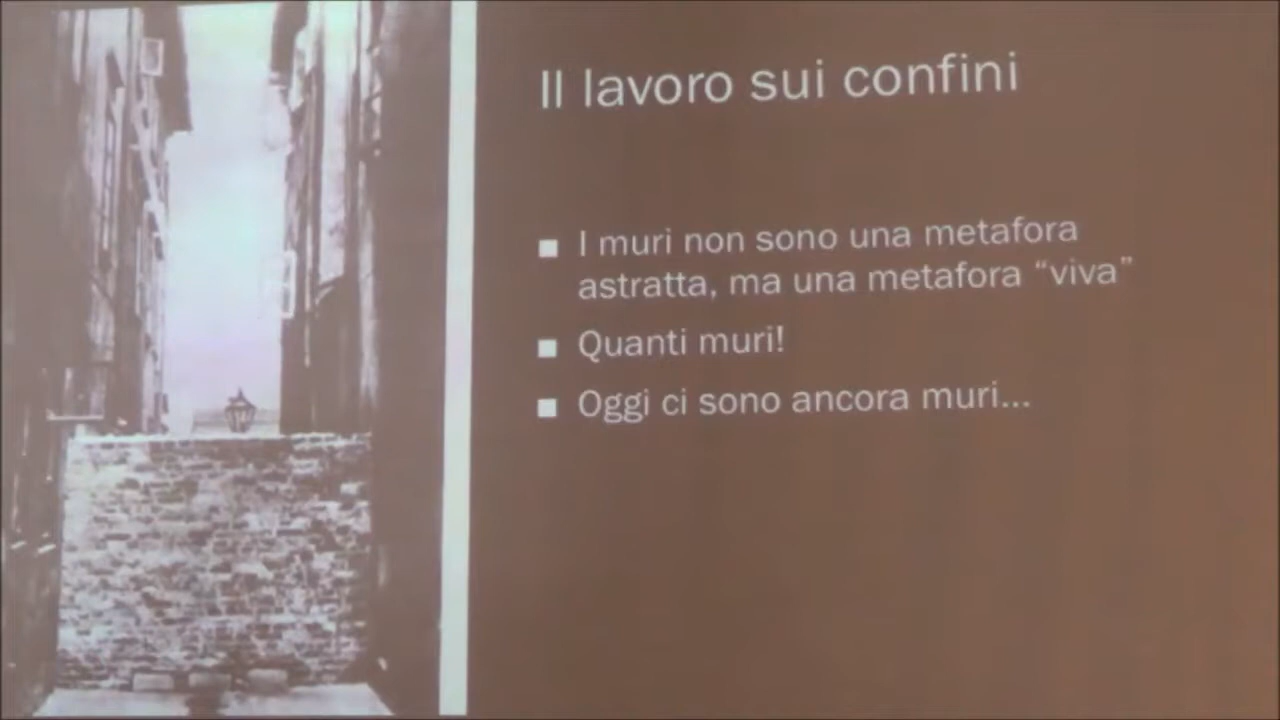 Il lavoro sui confini
■ I muri non sono una metafora
astratta, ma una metafora “viva”
■ Quanti muri!
■ Oggi ci sono ancora muri...